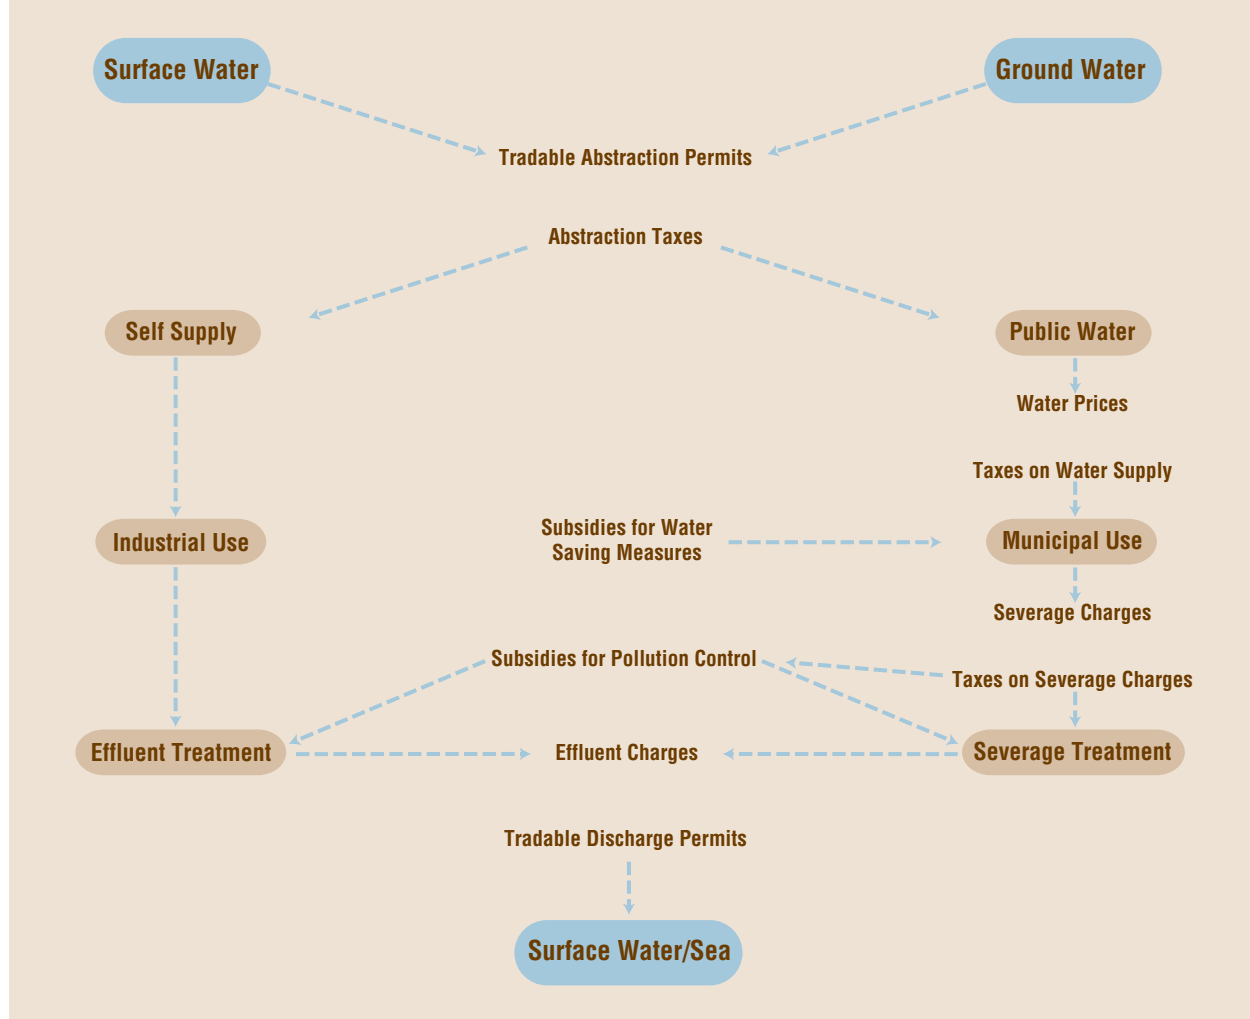 Surface Water
Ground Water
Tradable Abstraction Permits
Abstraction Taxes
Self Supply
Public Water
Water Prices
Taxes on Water Supply
Subsidies for Water
Saving Measures
Industrial Use
Municipal Use
Severage Charges
Subsidies for Pollution Control
Taxes on Severage Charges
Effluent Treatment
Effluent Charges
Severage Treatment
Tradable Discharge Permits
Surface Water/Sea